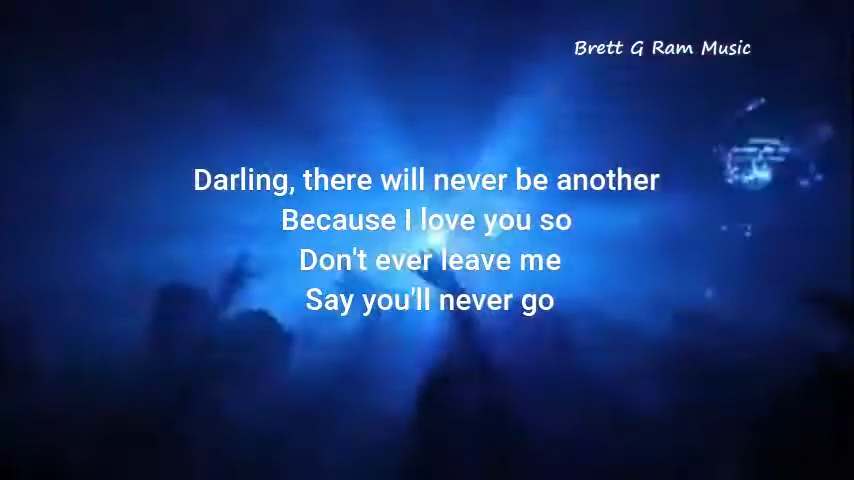 Brett G Ram Music
Darling, there will never be another
Because I love you so
Don't ever leave me
Say you'll never go